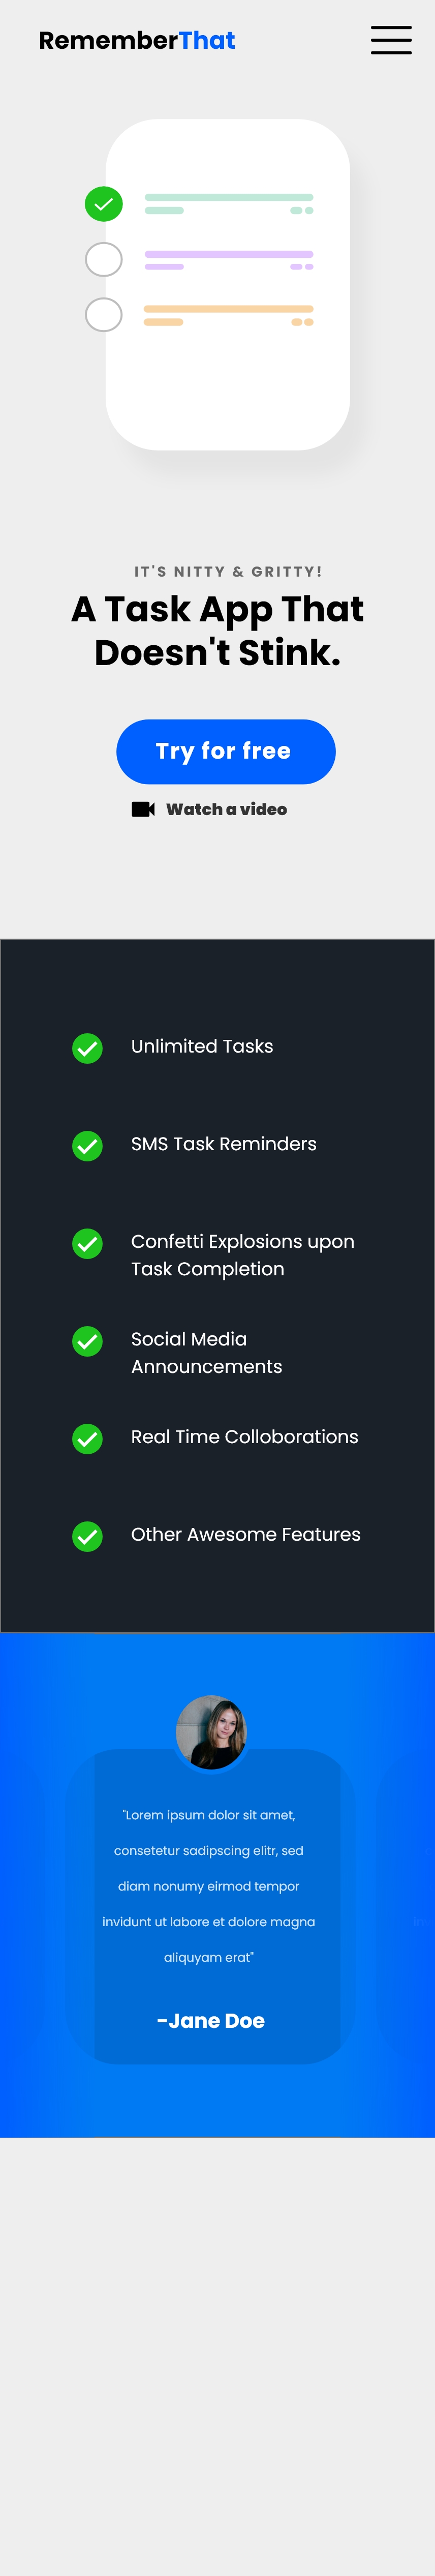 RememberThat
IT'S NITTY & GRITTY!
A Task App That
Doesn't Stink.
Try for free
Watch a video
Unlimited Tasks
SMS Task Reminders
Confetti Explosions upon
Task Completion
Social Media
Announcements
Real Time Colloborations
Other Awesome Features
"Lorem ipsum dolor sit amet,
consetetur sadipscing elitr, sed
diam nonumy eirmod tempor
invidunt ut labore et dolore magna
aliquyam erat"
–Jane Doe